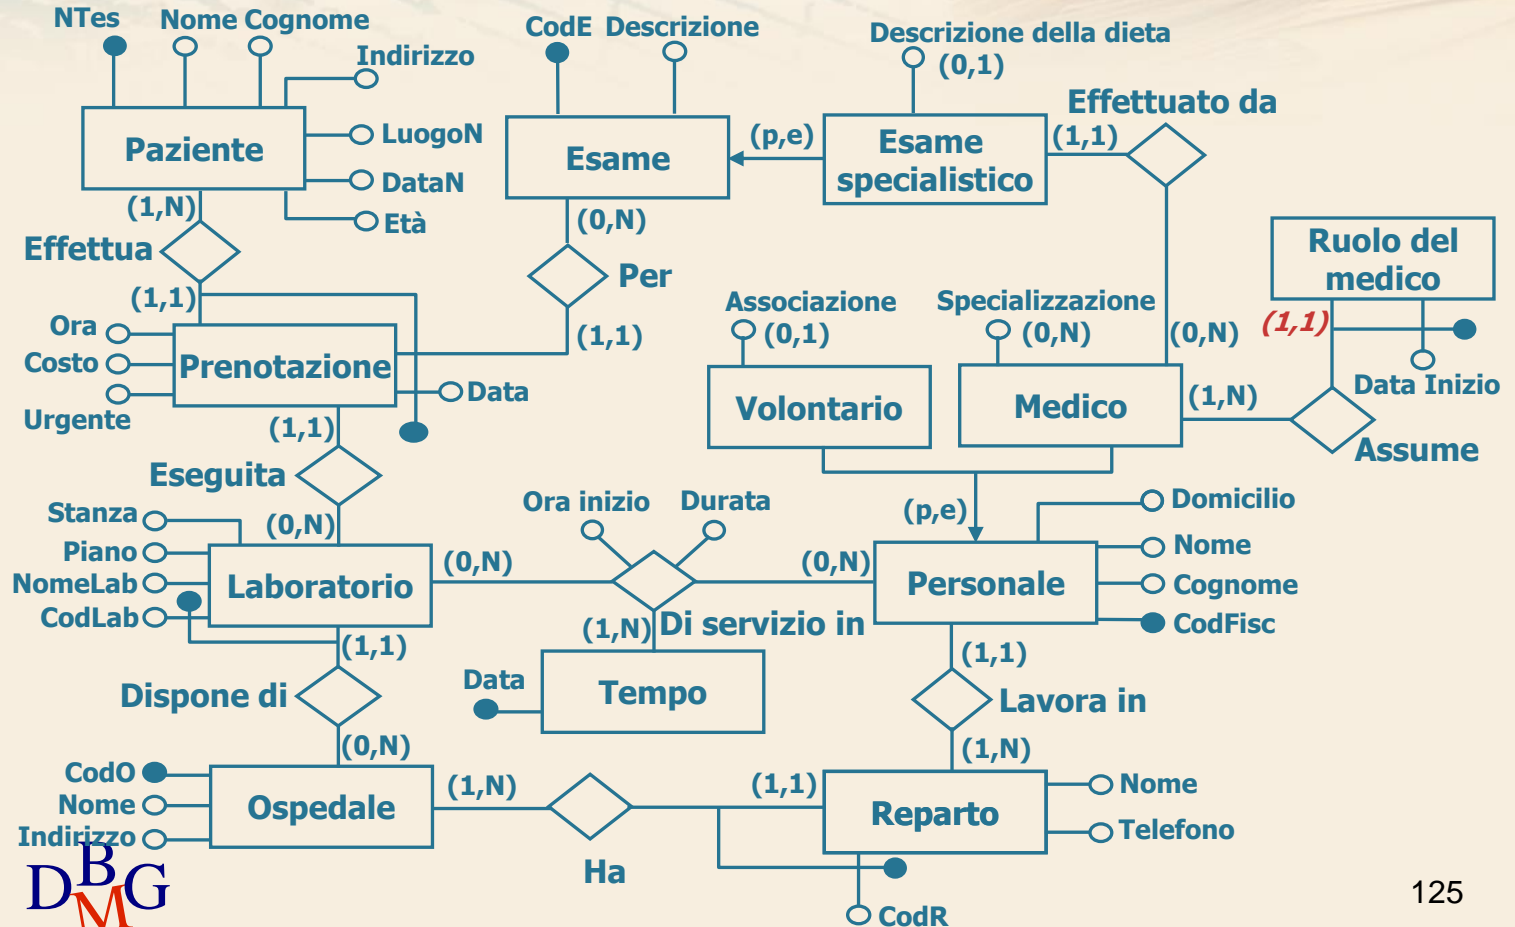 NTes
Nome Cognome
CodE Descrizione
Descrizione della dieta
(0,1)
Indirizzo
Effettuato da
Paziente
LuogoN
DataN
Età
Esame
(p,e)
Esame
specialistico
(1,1)
(1,N)
Effettua
(0,N)
Per
Ruolo del
medico
(1,1)
(1,1)
Associazione
(0,1)
Specializzazione
(0,N)
(0,N)
(1,1)
Data Inizio
Ora
Costo
Urgente
Prenotazione
Data
Volontario
Medico
(1,N)
Assume
(1,1)
Eseguita
(0,N)
Stanza
Piano
NomeLab
CodLab
Laboratorio
(0,N)
Ora inizio
Durata
(0,N)
(p,e)
Personale
Domicilio
Nome
Cognome
CodFisc
(1,N)
Di servizio in
(1,1)
Dispone di
(0,N)
Data
Tempo
(1,1)
Lavora in
(1,N)
CodO
Nome
Indirizzo
Ospedale
(1,N)
Ha
(1,1)
Reparto
Nome
Telefono
CodR
DBMG
125